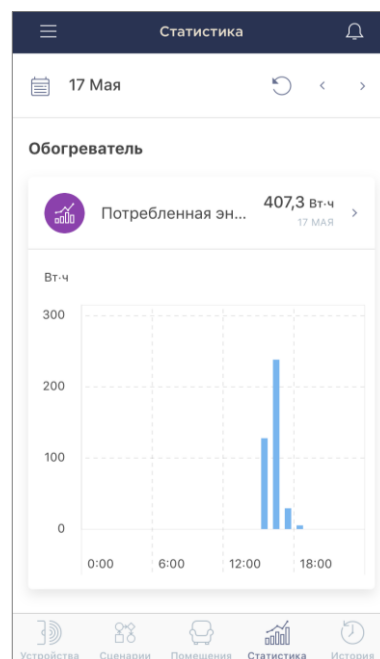 Статистика
17 Мая
Обогреватель
Потребленная эн... 407,3 Вт·ч
17 МАЯ
Вт·ч
300
200
100
0
0:00 6:00 12:00 18:00
Устройства Сценарии Помещения Статистика История